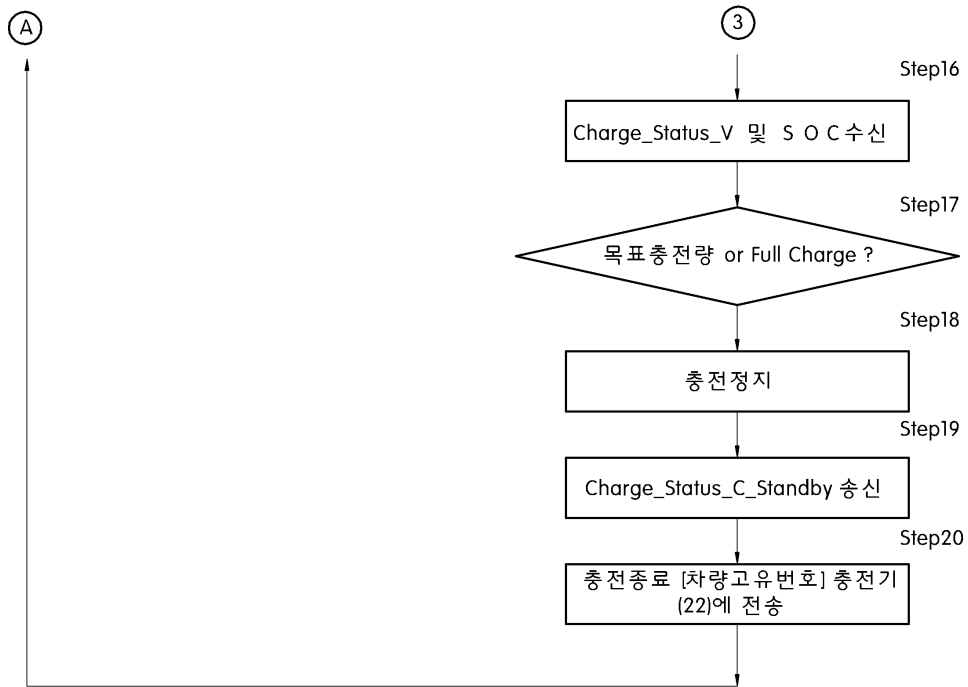 A
3
Step16
Charge_Status_V 및 S O C 수신
Step17
목표충전량 or Full Charge ?
Step18
충전정지
Step19
Charge_Status_C_Standby 송신
Step20
충전종료 [차량고유번호] 충전기
(22)에 전송